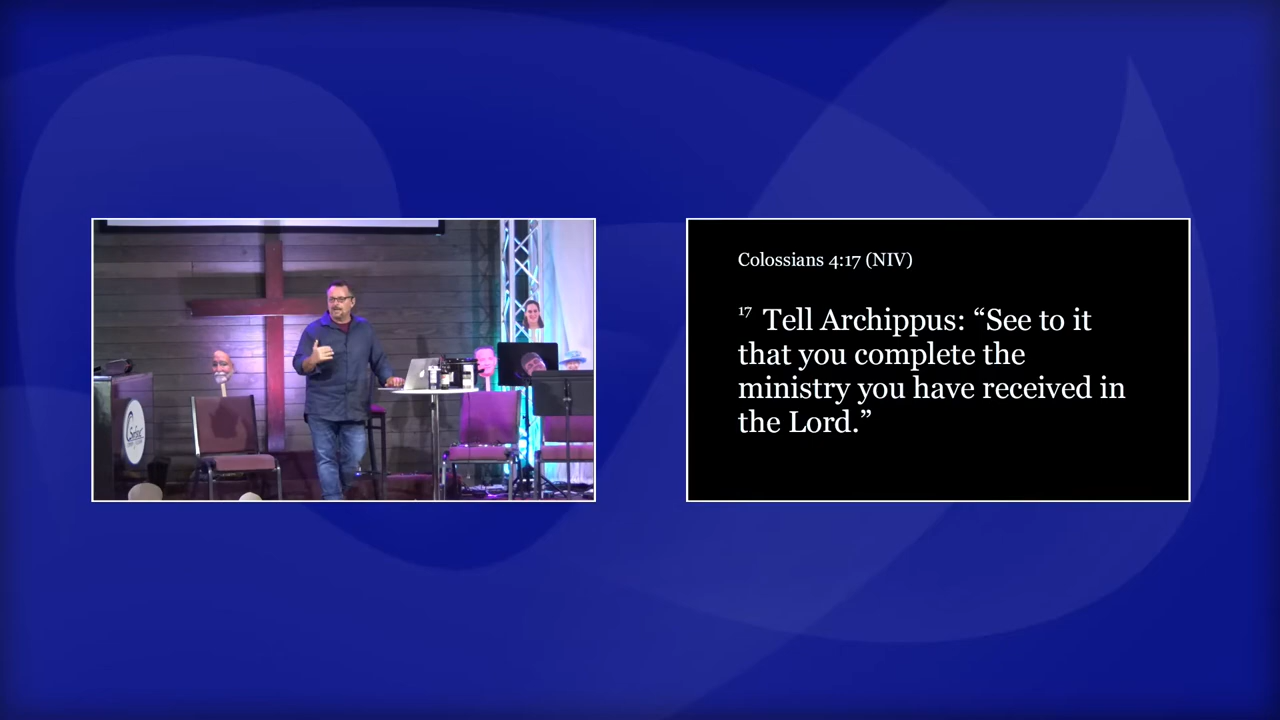 Colossians 4:17 (NIV)
17 Tell Archippus: “See to it
that you complete the
ministry you have received in
the Lord.”